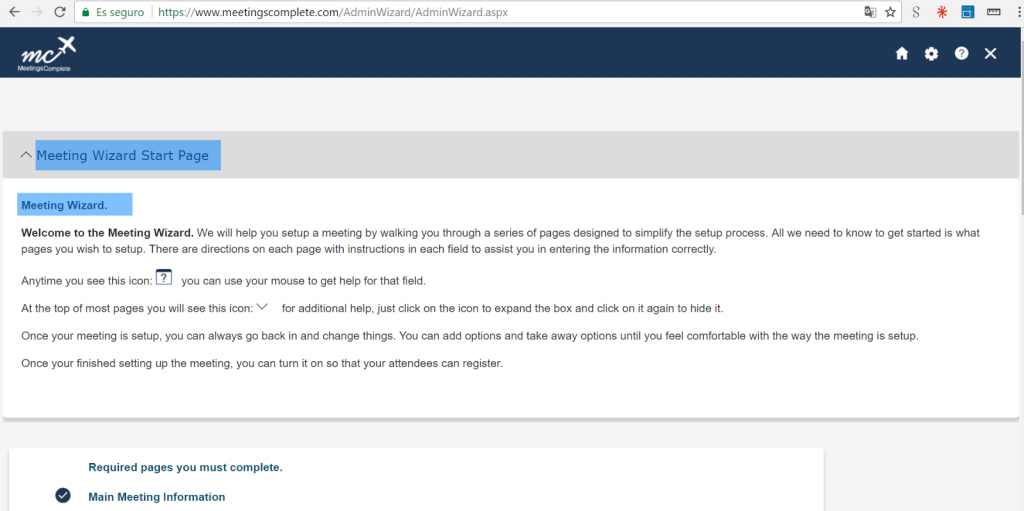 Es seguro | https://www.meetingscomplete.com/AdminWizard/AdminWizard.aspx
mc
MeetingsComplete
Meeting Wizard Start Page
Meeting Wizard.
Welcome to the Meeting Wizard. We will help you setup a meeting by walking you through a series of pages designed to simplify the setup process. All we need to know to get started is what
pages you wish to setup. There are directions on each page with instructions in each field to assist you in entering the information correctly.
Anytime you see this icon: ? you can use your mouse to get help for that field.
At the top of most pages you will see this icon: for additional help, just click on the icon to expand the box and click on it again to hide it.
Once your meeting is setup, you can always go back in and change things. You can add options and take away options until you feel comfortable with the way the meeting is setup.
Once your finished setting up the meeting, you can turn it on so that your attendees can register.
Required pages you must complete.
Main Meeting Information